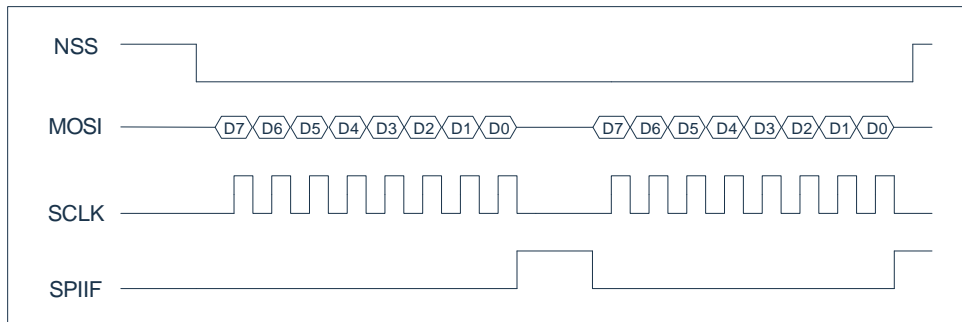 NSS
MOSI D7 D6 D5 D4 D3 D2 D1 D0 D7 D6 D5 D4 D3 D2 D1 D0
SCLK
SPIIF